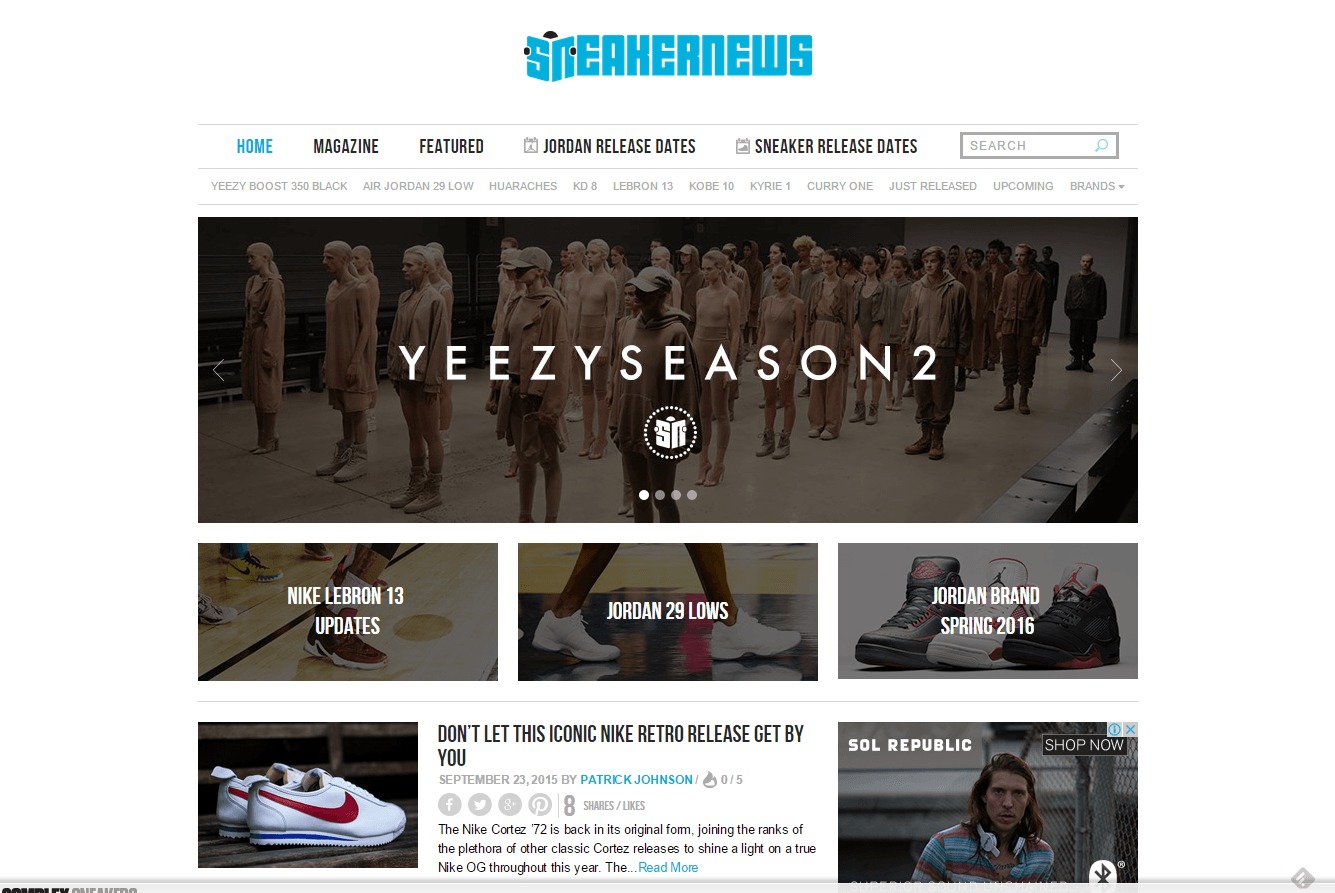 SNEAKERNEWS
HOME MAGAZINE FEATURED JORDAN RELEASE DATES SNEAKER RELEASE DATES SEARCH
YEEZY BOOST 350 BLACK AIR JORDAN 29 LOW HUARACHES KD 8 LEBRON 13 KOBE 10 KYRIE 1 CURRY ONE JUST RELEASED UPCOMING BRANDS
YEEZYSEASON2
SN
NIKE LEBRON 13
UPDATES
JORDAN 29 LOWS
JORDAN BRAND
SPRING 2016
DON'T LET THIS ICONIC NIKE RETRO RELEASE GET BY
YOU
SEPTEMBER 23, 2015 BY PATRICK JOHNSON / 0 / 5
8 SHARES / LIKES
The Nike Cortez '72 is back in its original form, joining the ranks of
the plethora of other classic Cortez releases to shine a light on a true
Nike OG throughout this year. The...Read More
SOL REPUBLIC SHOP NOW
SUPERIOR SOUND UNCHAINED
COMPLEX SNEAKERS